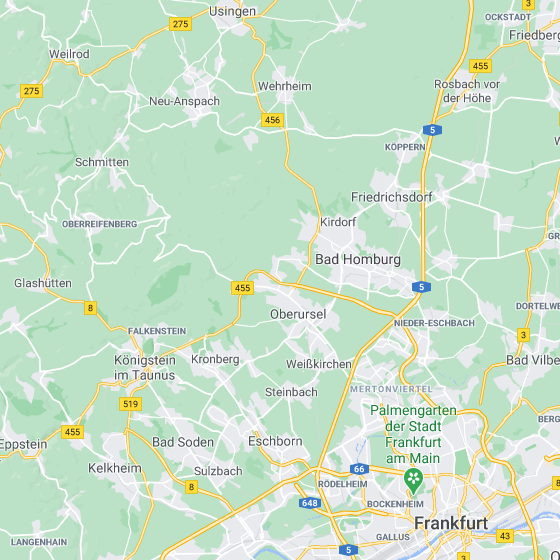 Usingen
275
OCKSTADT
3
Friedberg
Weilrod
455
275
Neu-Anspach
Wehrheim
Rosbach vor
der Höhe
456
5
KÖPPERN
Schmitten
Friedrichsdorf
OBERREIFENBERG
Kirdorf
Bad Homburg
Glashütten
455
5
8
Oberursel
DORTELWE
NIEDER-ESCHBACH
3
FALKENSTEIN
Königstein
im Taunus
Kronberg
Weißkirchen
Bad Vilbe
Steinbach
MERTONVIERTEL
519
Palmengarten
der Stadt
Frankfurt
am Main
BERG
455
Eppstein
Bad Soden
Eschborn
Kelkheim
Sulzbach
66
RÖDELHEIM
8
648
BOCKENHEIM
Frankfurt
GALLUS
43
LANGENHAIN
5